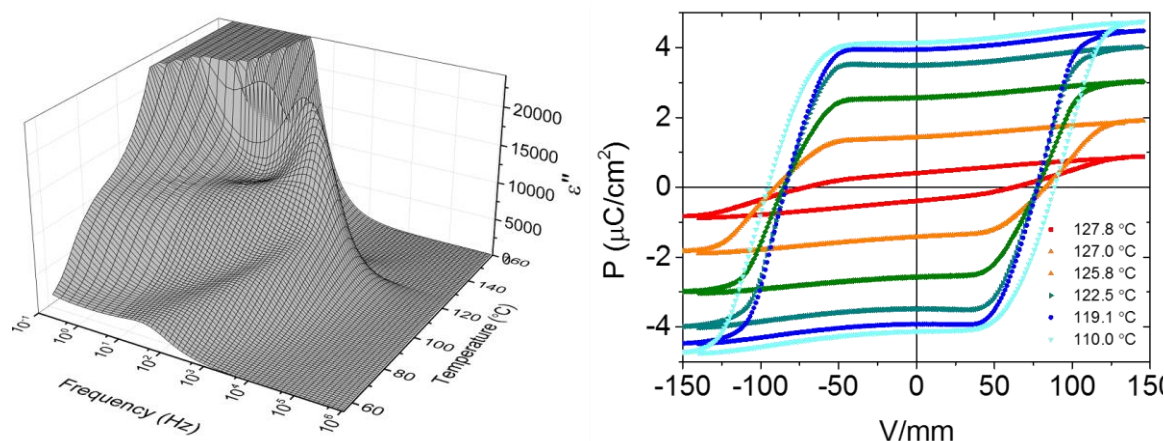 20000
15000
10000
5000
0
ε"
160
140
120
100
80
60
Temperature (°C)
10⁻¹
10⁰
10¹
10²
10³
10⁴
10⁵
10⁶
Frequency (Hz)
4
2
0
-2
-4
P (μC/cm²)
127.8 °C
127.0 °C
125.8 °C
122.5 °C
119.1 °C
110.0 °C
-150 -100 -50 0 50 100 150
V/mm